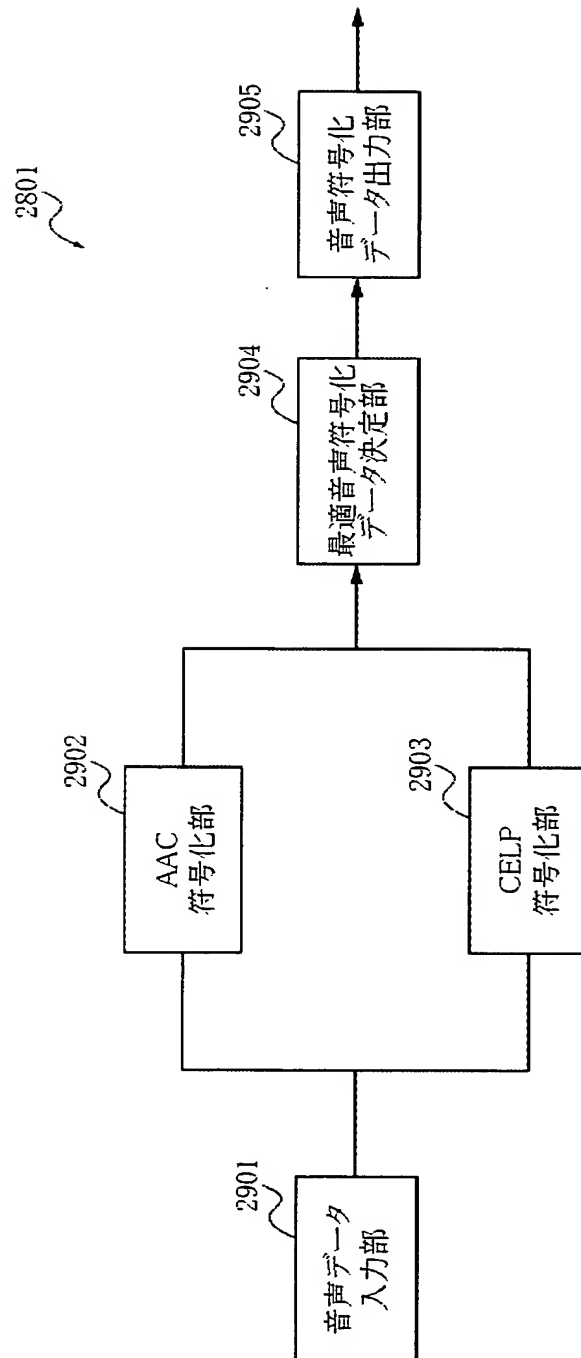 2801
2901
音声データ
入力部
2902
AAC
符号化部
2903
CELP
符号化部
2904
最適音声符号化
データ決定部
2905
音声符号化
データ出力部